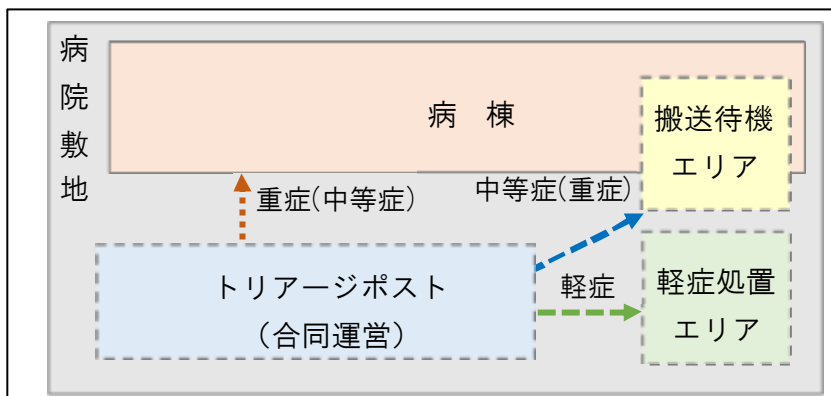 病院敷地
病 棟
搬送待機
エリア
重症(中等症)
中等症(重症)
トリアージポスト
（合同運営）
軽症
軽症処置
エリア